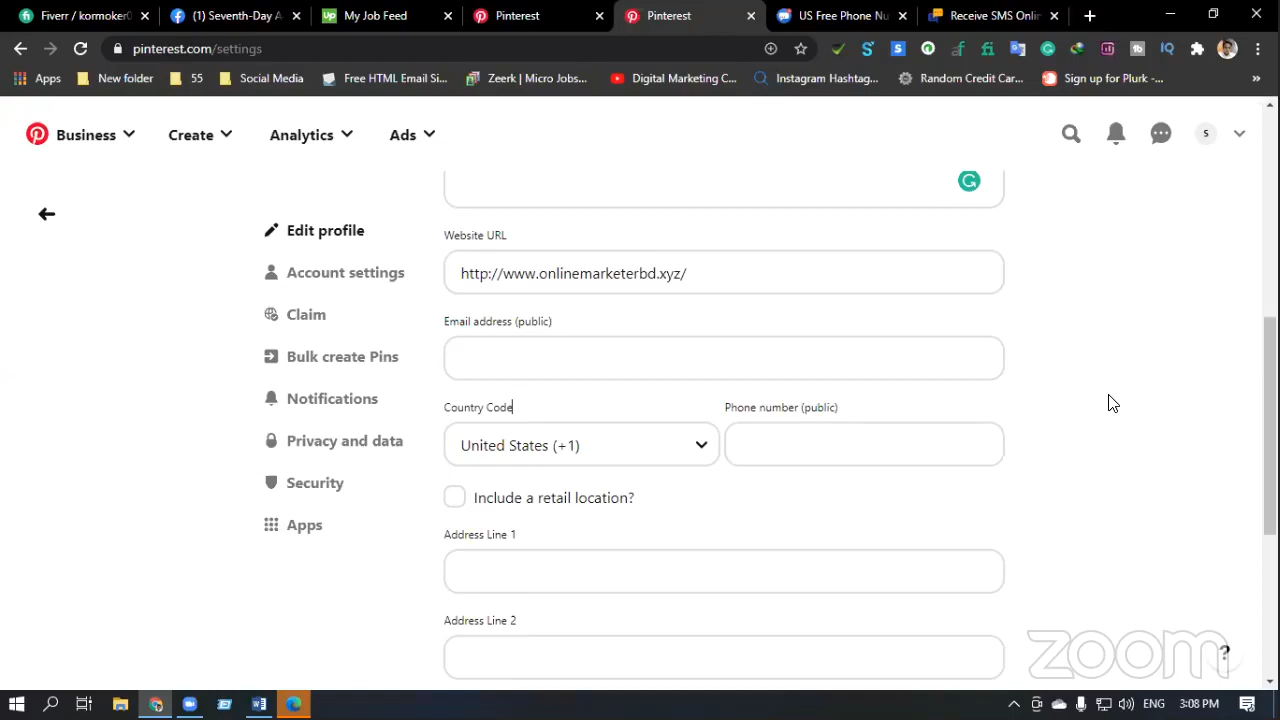 Fiverr / kormoker0
(1) Seventh-Day A
My Job Feed
Pinterest
Pinterest
US Free Phone Nu
Receive SMS Onli
pinterest.com/settings
Apps
New folder
55
Social Media
Free HTML Email Si...
Zeerk | Micro Jobs...
Digital Marketing C...
Instagram Hashtag...
Random Credit Car...
Sign up for Plurk -...
Business
Create
Analytics
Ads
S
Edit profile
Account settings
Claim
Bulk create Pins
Notifications
Privacy and data
Security
Apps
Website URL
http://www.onlinemarketerbd.xyz/
Email address (public)
Country Code
Phone number (public)
United States (+1)
Include a retail location?
Address Line 1
Address Line 2
zoom
?
ENG
3:08 PM